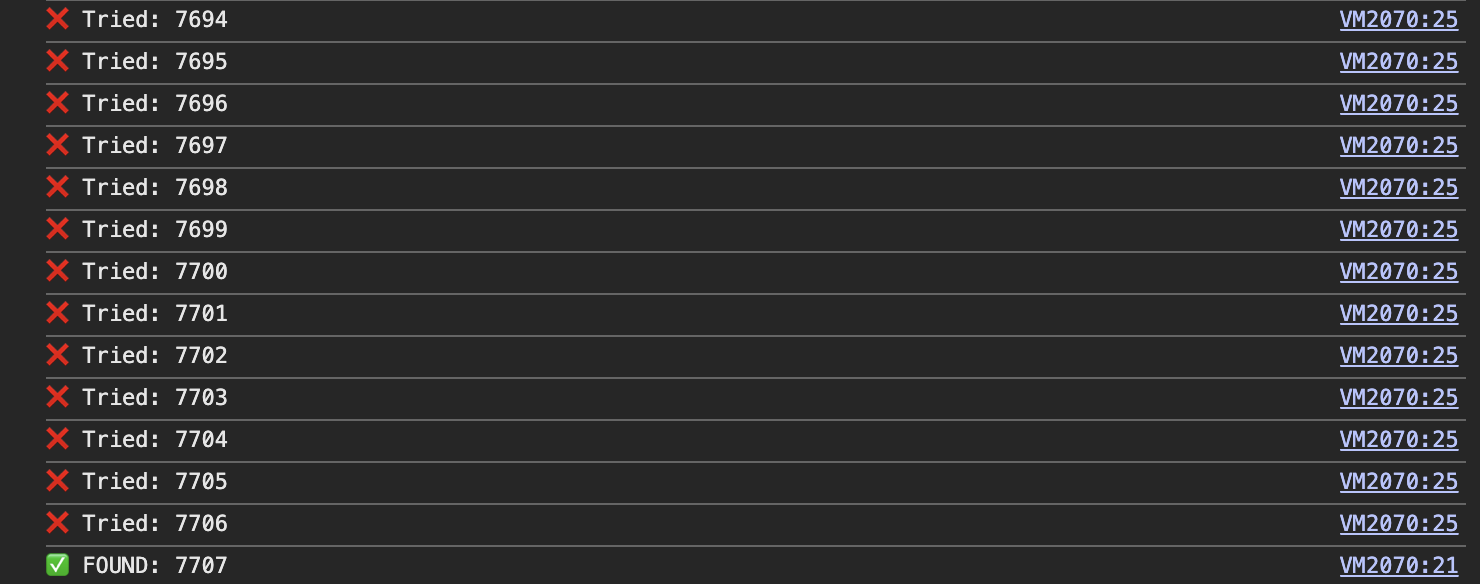 ❌ Tried: 7694 VM2070:25
❌ Tried: 7695 VM2070:25
❌ Tried: 7696 VM2070:25
❌ Tried: 7697 VM2070:25
❌ Tried: 7698 VM2070:25
❌ Tried: 7699 VM2070:25
❌ Tried: 7700 VM2070:25
❌ Tried: 7701 VM2070:25
❌ Tried: 7702 VM2070:25
❌ Tried: 7703 VM2070:25
❌ Tried: 7704 VM2070:25
❌ Tried: 7705 VM2070:25
❌ Tried: 7706 VM2070:25
✅ FOUND: 7707 VM2070:21